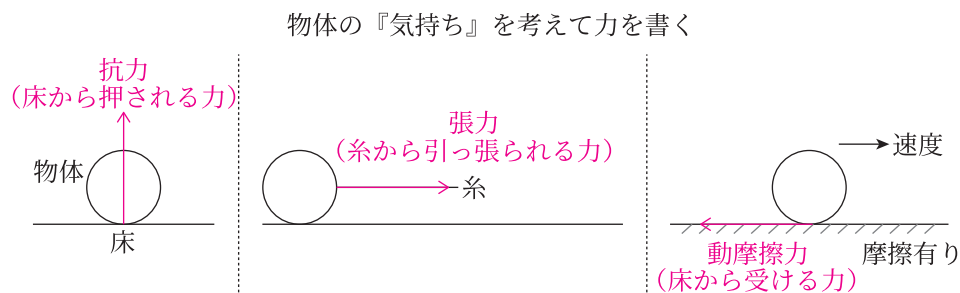 物体の『気持ち』を考えて力を書く
抗力
(床から押される力)
物体
床
張力
(糸から引っ張られる力)
糸
速度
動摩擦力
(床から受ける力)
摩擦有り